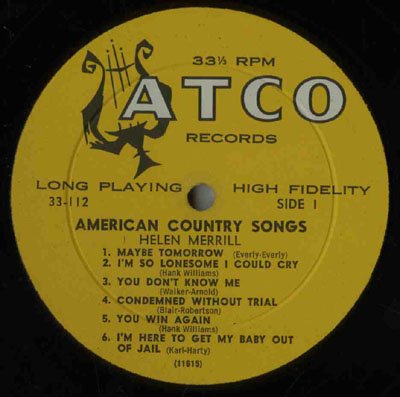 33⅓ RPM
ATCO
RECORDS
LONG PLAYING HIGH FIDELITY
33-112 SIDE 1
AMERICAN COUNTRY SONGS
HELEN MERRILL
1. MAYBE TOMORROW (Everly-Everly)
2. I'M SO LONESOME I COULD CRY
(Hank Williams)
3. YOU DON'T KNOW ME
(Walker-Arnold)
4. CONDEMNED WITHOUT TRIAL
(Blair-Robertson)
5. YOU WIN AGAIN
(Hank Williams)
6. I'M HERE TO GET MY BABY OUT
OF JAIL (Karl-Harty)
(11615)